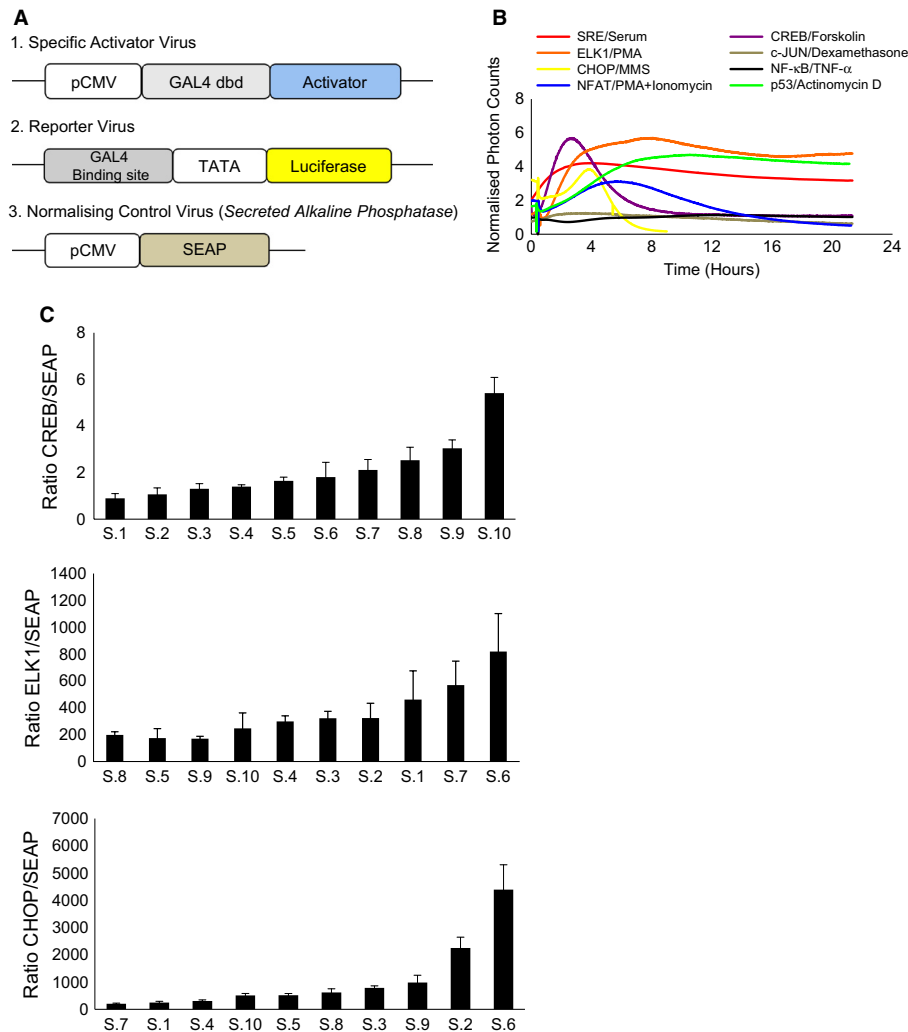 A
1. Specific Activator Virus
pCMV GAL4 dbd Activator
2. Reporter Virus
GAL4
Binding site TATA Luciferase
3. Normalising Control Virus (Secreted Alkaline Phosphatase)
pCMV SEAP
B
SRE/Serum
ELK1/PMA
CHOP/MMS
NFAT/PMA+Ionomycin
CREB/Forskolin
c-JUN/Dexamethasone
NF-κB/TNF-α
p53/Actinomycin D
Normalised Photon Counts
8
6
4
2
0
0 4 8 12 16 20 24
Time (Hours)
C
Ratio CREB/SEAP
8
6
4
2
0
S.1 S.2 S.3 S.4 S.5 S.6 S.7 S.8 S.9 S.10
Ratio ELK1/SEAP
1400
1200
1000
800
600
400
200
0
S.8 S.5 S.9 S.10 S.4 S.3 S.2 S.1 S.7 S.6
Ratio CHOP/SEAP
7000
6000
5000
4000
3000
2000
1000
0
S.7 S.1 S.4 S.10 S.5 S.8 S.3 S.9 S.2 S.6